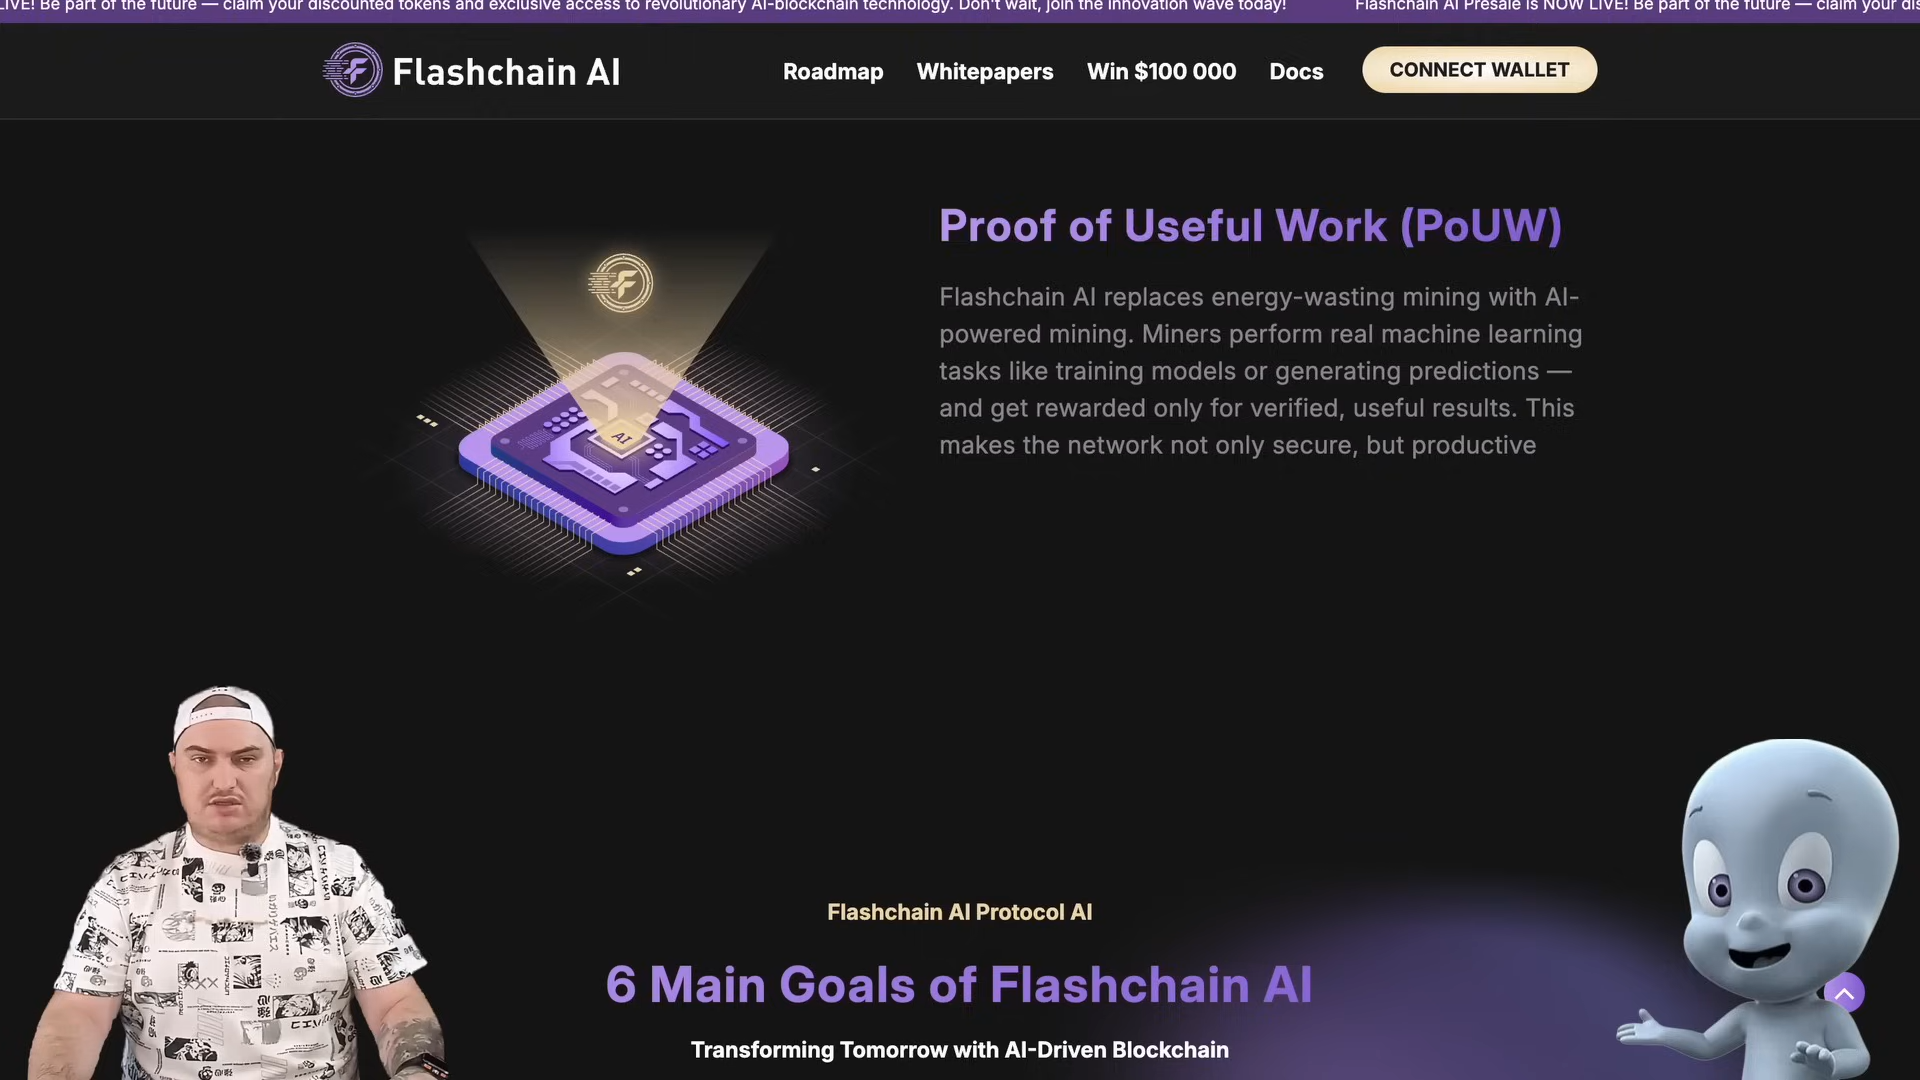 LIVE! Be part of the future — claim your discounted tokens and exclusive access to revolutionary AI-blockchain technology. Don't wait, join the innovation wave today! Flashchain AI Presale is NOW LIVE! Be part of the future — claim your
Flashchain AI
Roadmap Whitepapers Win $100 000 Docs CONNECT WALLET
Proof of Useful Work (PoUW)
Flashchain AI replaces energy-wasting mining with AI-
powered mining. Miners perform real machine learning
tasks like training models or generating predictions —
and get rewarded only for verified, useful results. This
makes the network not only secure, but productive
AI
Flashchain AI Protocol AI
6 Main Goals of Flashchain AI
Transforming Tomorrow with AI-Driven Blockchain